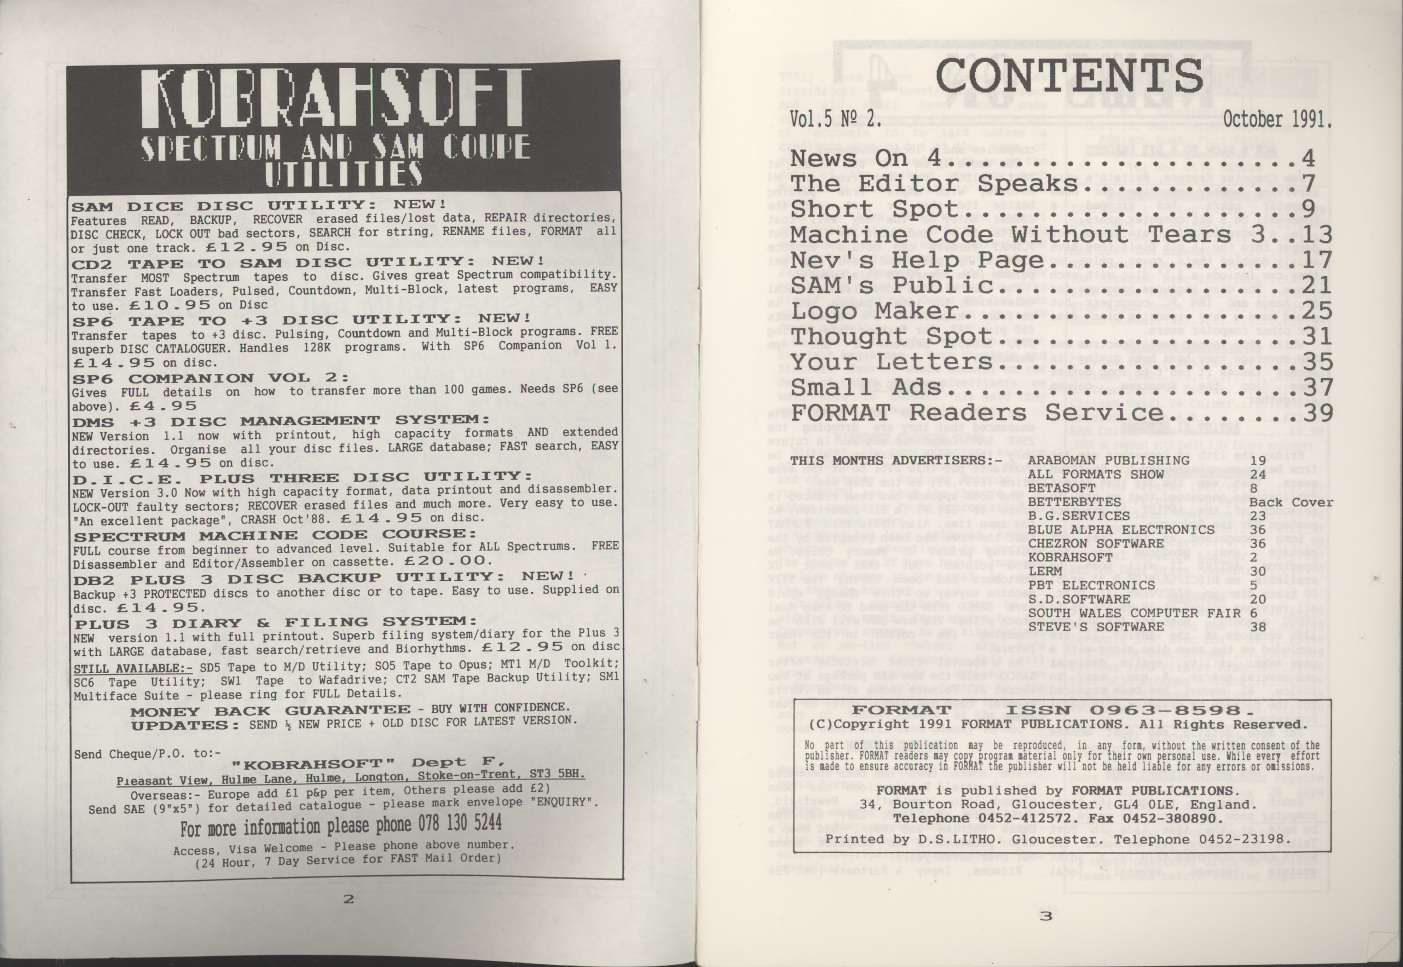 KOBRAHSOFT
SPECTRUM AND SAM COUPE
UTILITIES
SAM DICE DISC UTILITY: NEW!
Features READ, BACKUP, RECOVER erased files/lost data, REPAIR directories,
DISC CHECK, LOCK OUT bad sectors, SEARCH for string, RENAME files, FORMAT all
or just one track. £12.95 on Disc.
CD2 TAPE TO SAM DISC UTILITY: NEW!
Transfer MOST Spectrum tapes to disc. Gives great Spectrum compatibility.
Transfer Fast Loaders, Pulsed, Countdown, Multi-Block, latest programs, EASY
to use. £10.95 on Disc
SP6 TAPE TO +3 DISC UTILITY: NEW!
Transfer tapes to +3 disc. Pulsing, Countdown and Multi-Block programs. FREE
superb DISC CATALOGUER. Handles 128K programs. With SP6 Companion Vol 1.
£14.95 on disc.
SP6 COMPANION VOL 2:
Gives FULL details on how to transfer more than 100 games. Needs SP6 (see
above). £4.95
DMS +3 DISC MANAGEMENT SYSTEM:
NEW Version 1.1 now with printout, high capacity formats AND extended
directories. Organise all your disc files. LARGE database; FAST search, EASY
to use. £14.95 on disc.
D.I.C.E. PLUS THREE DISC UTILITY:
NEW Version 3.0 Now with high capacity format, data printout and disassembler.
LOCK-OUT faulty sectors; RECOVER erased files and much more. Very easy to use.
"An excellent package", CRASH Oct'88. £14.95 on disc.
SPECTRUM MACHINE CODE COURSE:
FULL course from beginner to advanced level. Suitable for ALL Spectrums. FREE
Disassembler and Editor/Assembler on cassette. £20.00.
DB2 PLUS 3 DISC BACKUP UTILITY: NEW!
Backup +3 PROTECTED discs to another disc or to tape. Easy to use. Supplied on
disc. £14.95.
PLUS 3 DIARY & FILING SYSTEM:
NEW version 1.1 with full printout. Superb filing system/diary for the Plus 3
with LARGE database, fast search/retrieve and Biorhythms. £12.95 on disc
STILL AVAILABLE:- SD5 Tape to M/D Utility; SO5 Tape to Opus; MT1 M/D Toolkit;
SC6 Tape Utility; SW1 Tape to Wafadrive; CT2 SAM Tape Backup Utility; SM1
Multiface Suite - please ring for FULL Details.
MONEY BACK GUARANTEE - BUY WITH CONFIDENCE.
UPDATES: SEND ½ NEW PRICE + OLD DISC FOR LATEST VERSION.
Send Cheque/P.O. to:-
"KOBRAHSOFT" Dept F,
Pleasant View, Hulme Lane, Hulme, Longton, Stoke-on-Trent, ST3 5BH.
Overseas:- Europe add £1 p&p per item, Others please add £2)
Send SAE (9"x5") for detailed catalogue - please mark envelope "ENQUIRY".
For more information please phone 078 130 5244
Access, Visa Welcome - Please phone above number.
(24 Hour, 7 Day Service for FAST Mail Order)
2
CONTENTS
Vol.5 Nº 2. October 1991.
News On 4.....................4
The Editor Speaks.............7
Short Spot....................9
Machine Code Without Tears 3..13
Nev's Help Page...............17
SAM's Public..................21
Logo Maker....................25
Thought Spot..................31
Your Letters..................35
Small Ads.....................37
FORMAT Readers Service........39
THIS MONTHS ADVERTISERS:- ARABOMAN PUBLISHING 19
ALL FORMATS SHOW 24
BETASOFT 8
BETTERBYTES Back Cover
B.G.SERVICES 23
BLUE ALPHA ELECTRONICS 36
CHEZRON SOFTWARE 36
KOBRAHSOFT 2
LERM 30
PBT ELECTRONICS 5
S.D.SOFTWARE 20
SOUTH WALES COMPUTER FAIR 6
STEVE'S SOFTWARE 38
FORMAT ISSN 0963-8598.
(C)Copyright 1991 FORMAT PUBLICATIONS. All Rights Reserved.
No part of this publication may be reproduced, in any form, without the written consent of the
publisher. FORMAT readers may copy program material only for their own personal use. While every effort
is made to ensure accuracy in FORMAT the publisher will not be held liable for any errors or omissions.
FORMAT is published by FORMAT PUBLICATIONS.
34, Bourton Road, Gloucester, GL4 0LE, England.
Telephone 0452-412572. Fax 0452-380890.
Printed by D.S.LITHO. Gloucester. Telephone 0452-23198.
3